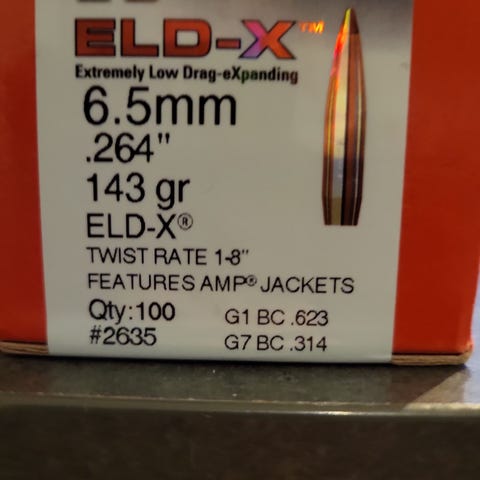 ELD-X™
Extremely Low Drag-eXpanding
6.5mm
.264"
143 gr
ELD-X®
TWIST RATE 1-8"
FEATURES AMP® JACKETS
Qty:100 G1 BC .623
#2635 G7 BC .314